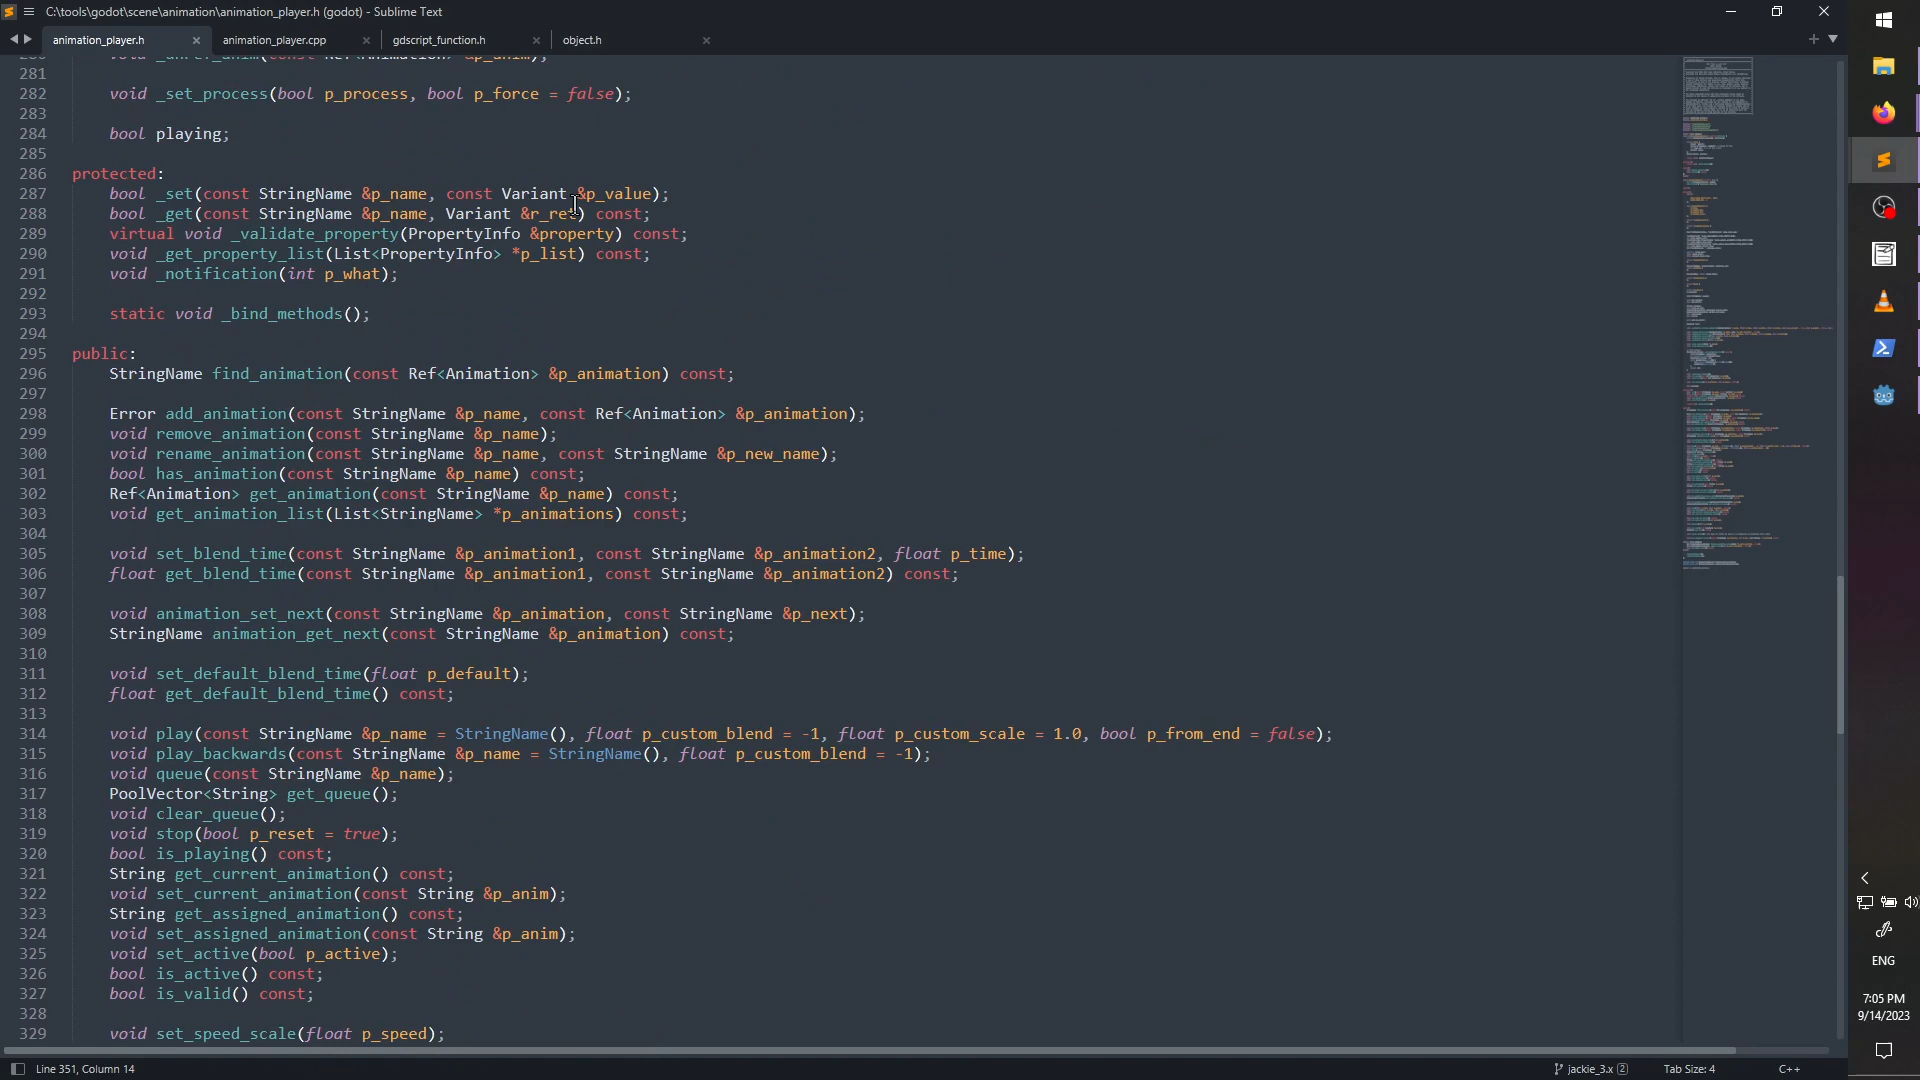 C:\tools\godot\scene\animation\animation_player.h (godot) - Sublime Text
animation_player.h
animation_player.cpp
gdscript_function.h
object.h
281
282 void _set_process(bool p_process, bool p_force = false);
283
284 bool playing;
285
286 protected:
287 bool _set(const StringName &p_name, const Variant &p_value);
288 bool _get(const StringName &p_name, Variant &r_ret) const;
289 virtual void _validate_property(PropertyInfo &property) const;
290 void _get_property_list(List<PropertyInfo> *p_list) const;
291 void _notification(int p_what);
292
293 static void _bind_methods();
294
295 public:
296 StringName find_animation(const Ref<Animation> &p_animation) const;
297
298 Error add_animation(const StringName &p_name, const Ref<Animation> &p_animation);
299 void remove_animation(const StringName &p_name);
300 void rename_animation(const StringName &p_name, const StringName &p_new_name);
301 bool has_animation(const StringName &p_name) const;
302 Ref<Animation> get_animation(const StringName &p_name) const;
303 void get_animation_list(List<StringName> *p_animations) const;
304
305 void set_blend_time(const StringName &p_animation1, const StringName &p_animation2, float p_time);
306 float get_blend_time(const StringName &p_animation1, const StringName &p_animation2) const;
307
308 void animation_set_next(const StringName &p_animation, const StringName &p_next);
309 StringName animation_get_next(const StringName &p_animation) const;
310
311 void set_default_blend_time(float p_default);
312 float get_default_blend_time() const;
313
314 void play(const StringName &p_name = StringName(), float p_custom_blend = -1, float p_custom_scale = 1.0, bool p_from_end = false);
315 void play_backwards(const StringName &p_name = StringName(), float p_custom_blend = -1);
316 void queue(const StringName &p_name);
317 PoolVector<String> get_queue();
318 void clear_queue();
319 void stop(bool p_reset = true);
320 bool is_playing() const;
321 String get_current_animation() const;
322 void set_current_animation(const String &p_anim);
323 String get_assigned_animation() const;
324 void set_assigned_animation(const String &p_anim);
325 void set_active(bool p_active);
326 bool is_active() const;
327 bool is_valid() const;
328
329 void set_speed_scale(float p_speed);
Line 351, Column 14
jackie_3.x 2
Tab Size: 4
C++
ENG
7:05 PM
9/14/2023